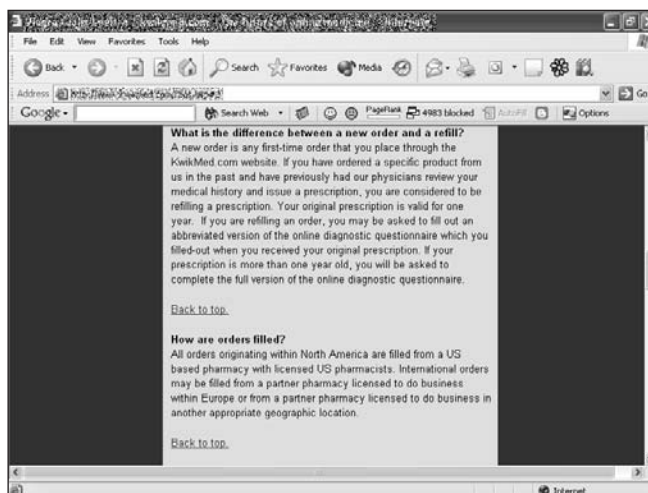 File Edit View Favorites Tools Help
Back Search Favorites Media
Address Go
Google Search Web PageRank 4983 blocked AutoFill Options
What is the difference between a new order and a refill?
A new order is any first-time order that you place through the
KwikMed.com website. If you have ordered a specific product from
us in the past and have previously had our physicians review your
medical history and issue a prescription, you are considered to be
refilling a prescription. Your original prescription is valid for one
year. If you are refilling an order, you may be asked to fill out an
abbreviated version of the online diagnostic questionnaire which you
filled-out when you received your original prescription. If your
prescription is more than one year old, you will be asked to
complete the full version of the online diagnostic questionnaire.
Back to top.
How are orders filled?
All orders originating within North America are filled from a US
based pharmacy with licensed US pharmacists. International orders
may be filled from a partner pharmacy licensed to do business
within Europe or from a partner pharmacy licensed to do business in
another appropriate geographic location.
Back to top.
Internet